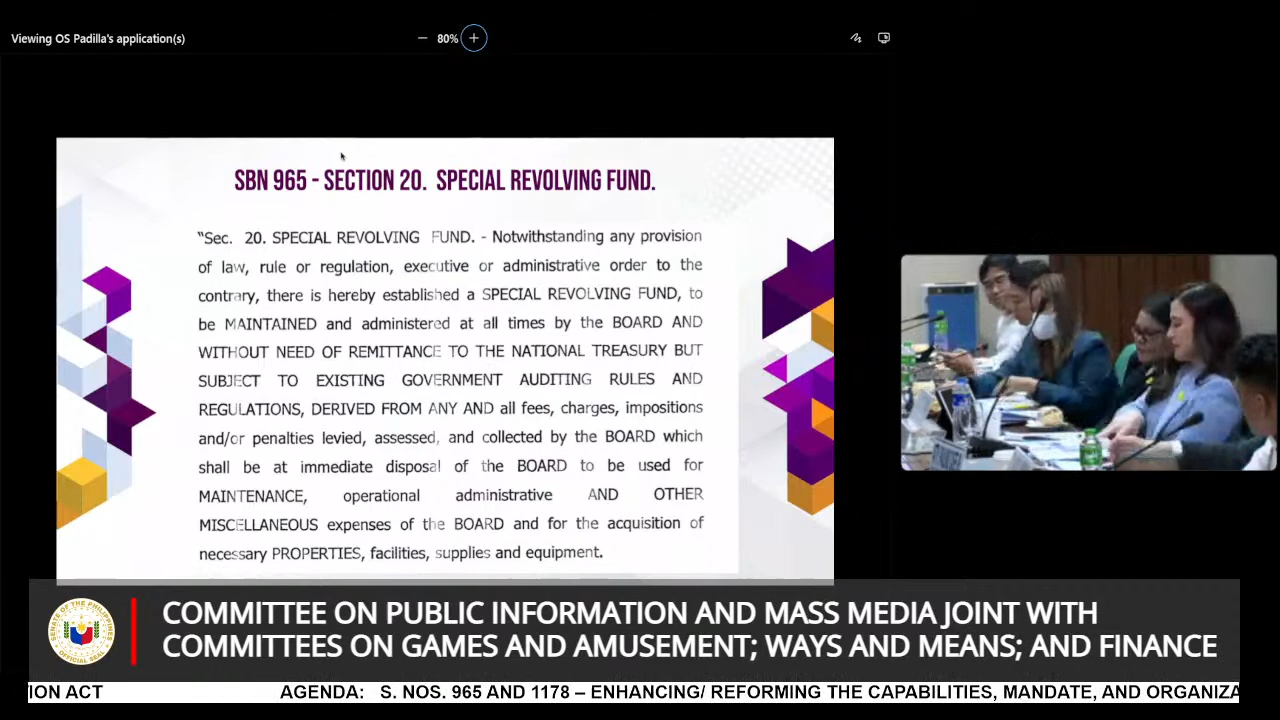 Viewing OS Padilla's application(s)
80%
SBN 965 - SECTION 20. SPECIAL REVOLVING FUND.
“Sec. 20. SPECIAL REVOLVING FUND. - Notwithstanding any provision
of law, rule or regulation, executive or administrative order to the
contrary, there is hereby established a SPECIAL REVOLVING FUND, to
be MAINTAINED and administered at all times by the BOARD AND
WITHOUT NEED OF REMITTANCE TO THE NATIONAL TREASURY BUT
SUBJECT TO EXISTING GOVERNMENT AUDITING RULES AND
REGULATIONS, DERIVED FROM ANY AND all fees, charges, impositions
and/or penalties levied, assessed, and collected by the BOARD which
shall be at immediate disposal of the BOARD to be used for
MAINTENANCE, operational administrative AND OTHER
MISCELLANEOUS expenses of the BOARD and for the acquisition of
necessary PROPERTIES, facilities, supplies and equipment.
SENATE OF THE PHILIPPINES
OFFICIAL SEAL
COMMITTEE ON PUBLIC INFORMATION AND MASS MEDIA JOINT WITH
COMMITTEES ON GAMES AND AMUSEMENT; WAYS AND MEANS; AND FINANCE
ION ACT AGENDA: S. NOS. 965 AND 1178 – ENHANCING/ REFORMING THE CAPABILITIES, MANDATE, AND ORGANIZA